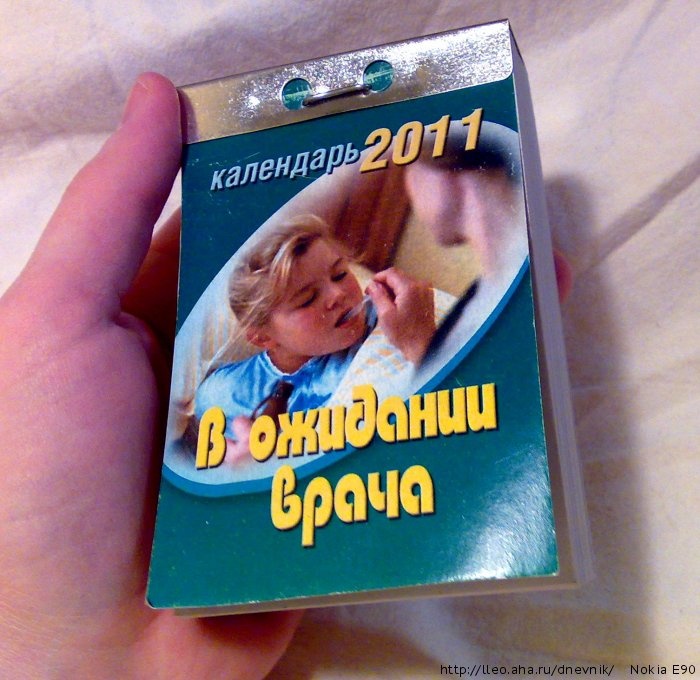 календарь 2011
В ожидании
врача
http://lleo.aha.ru/dnevnik/ Nokia E90